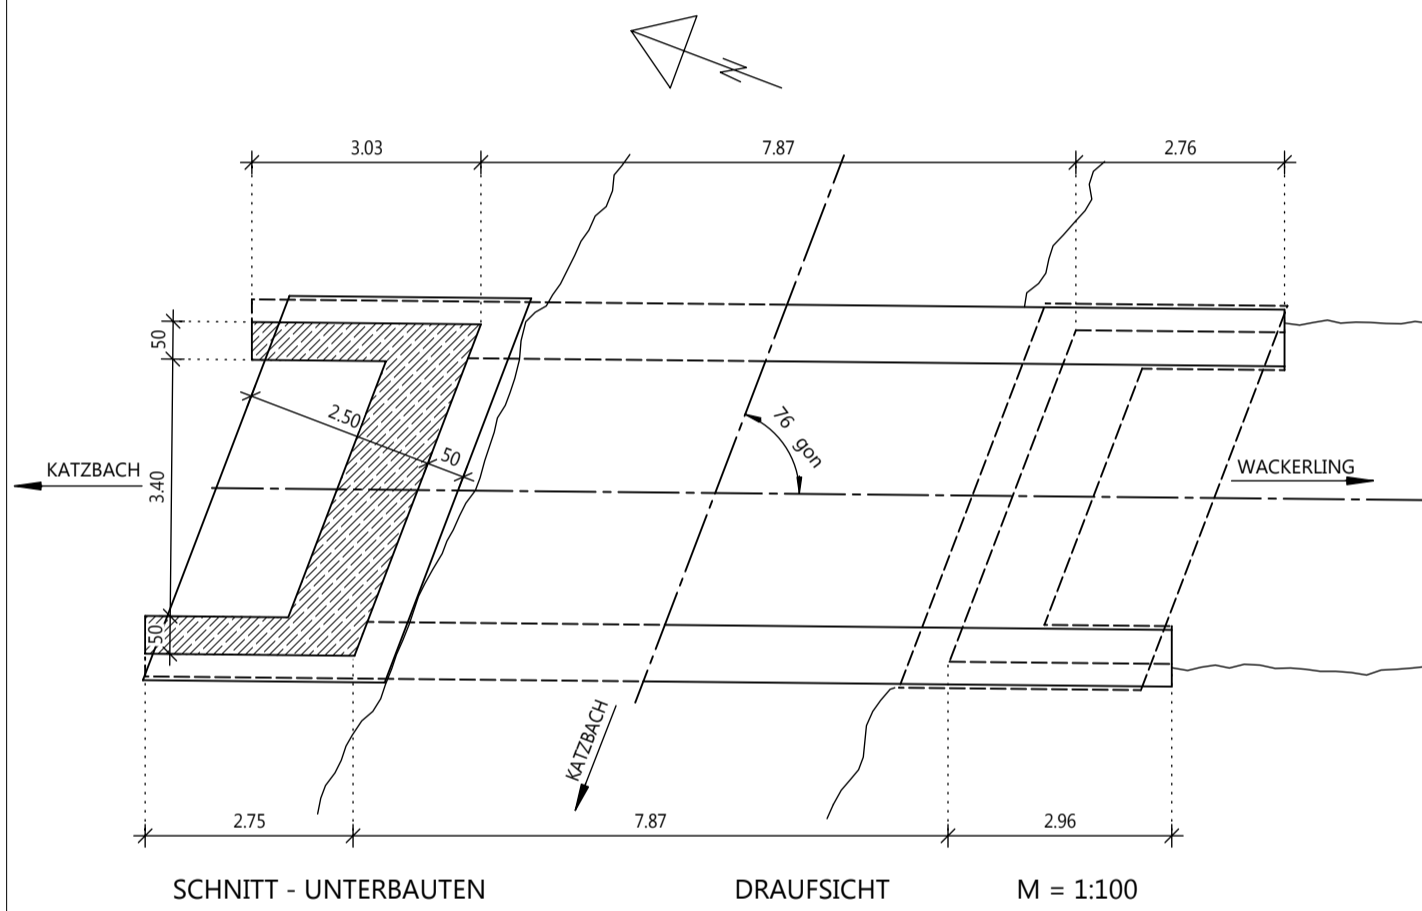 N
3.03
7.87
2.76
50
2.50
50
76 gon
KATZBACH
3.40
WACKERLING
50
KATZBACH
2.75
7.87
2.96
SCHNITT - UNTERBAUTEN
DRAUFSICHT
M = 1:100